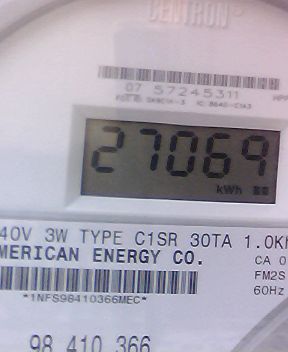 CENTRON®
07 57245311
27069
kWh
40V 3W TYPE C1SR 30TA 1.0Kh
MERICAN ENERGY CO.
CA 0
FM2S
*1NFS98410366MEC*
60Hz
98 410 366